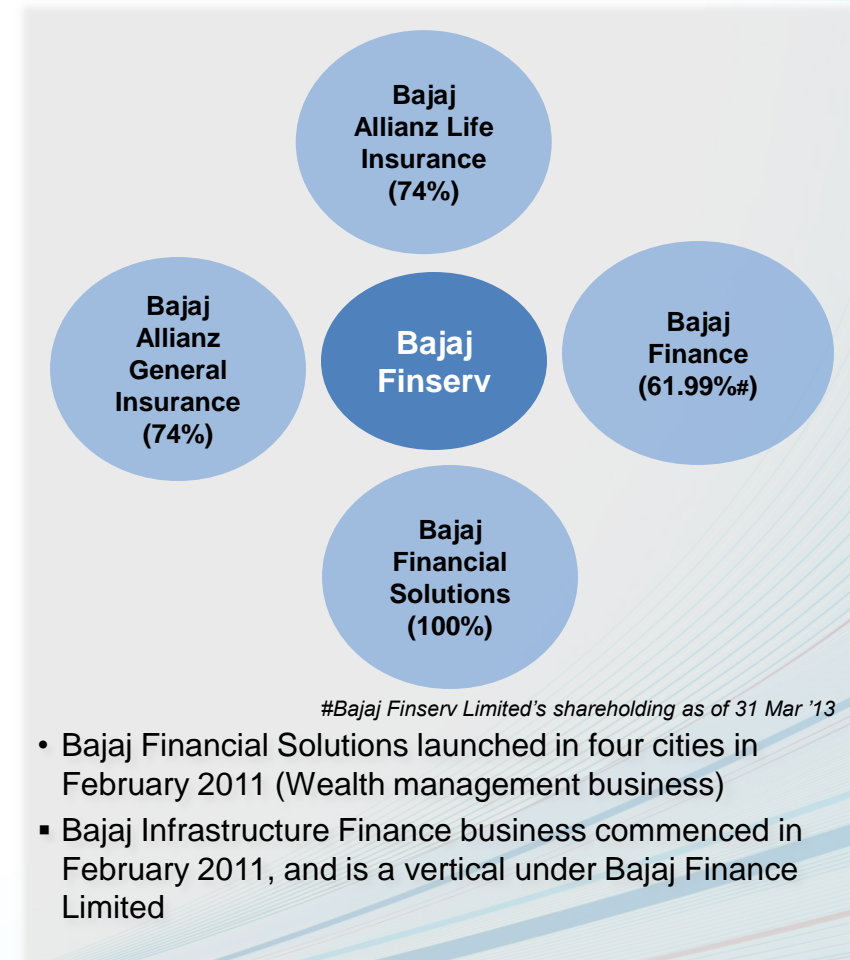 Bajaj
Allianz Life
Insurance
(74%)
Bajaj
Allianz
General
Insurance
(74%)
Bajaj
Finserv
Bajaj
Finance
(61.99%#)
Bajaj
Financial
Solutions
(100%)
#Bajaj Finserv Limited’s shareholding as of 31 Mar ’13
• Bajaj Financial Solutions launched in four cities in
February 2011 (Wealth management business)
▪ Bajaj Infrastructure Finance business commenced in
February 2011, and is a vertical under Bajaj Finance
Limited